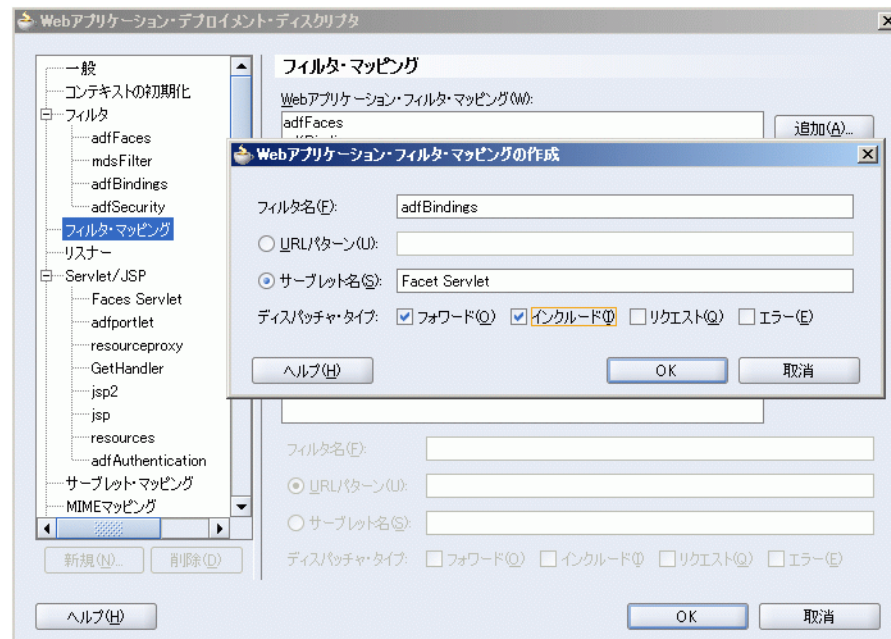 Webアプリケーション・デプロイメント・ディスクリプタ
一般
コンテキストの初期化
フィルタ
adfFaces
mdsFilter
adfBindings
adfSecurity
フィルタ・マッピング
リスナー
Servlet/JSP
Faces Servlet
adfportlet
resourceproxy
GetHandler
jsp2
jsp
resources
adfAuthentication
サーブレット・マッピング
MIMEマッピング
新規(N)... 削除(D)
フィルタ・マッピング
Webアプリケーション・フィルタ・マッピング(W):
adfFaces
追加(A)...
Webアプリケーション・フィルタ・マッピングの作成
フィルタ名(F): adfBindings
URLパターン(U):
サーブレット名(S): Facet Servlet
ディスパッチャ・タイプ: フォワード(O) インクルード(I) リクエスト(Q) エラー(E)
ヘルプ(H) OK 取消
フィルタ名(F):
URLパターン(U):
サーブレット名(S):
ディスパッチャ・タイプ: フォワード(O) インクルード(I) リクエスト(Q) エラー(E)
ヘルプ(H) OK 取消